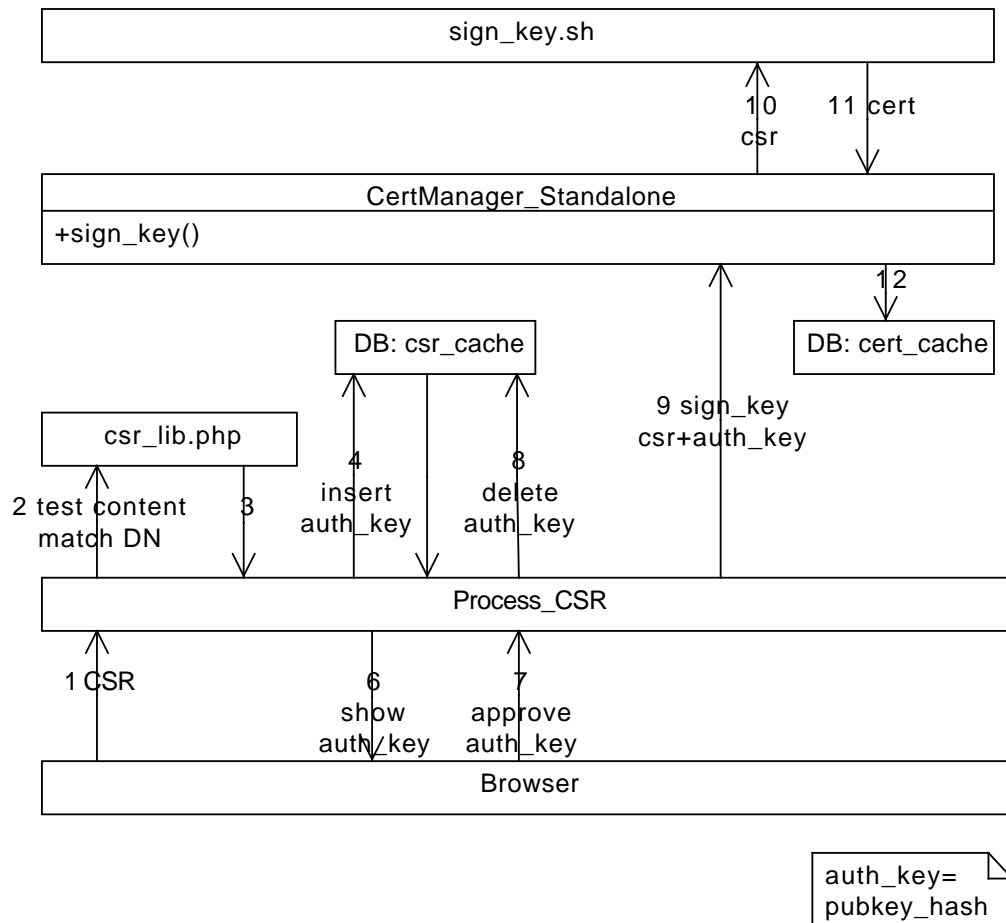 sign_key.sh
10
csr
11 cert
CertManager_Standalone
+sign_key()
12
DB: csr_cache
DB: cert_cache
9 sign_key
csr+auth_key
csr_lib.php
2 test content
match DN
3
4
insert
auth_key
8
delete
auth_key
Process_CSR
1 CSR
6
show
auth_key
7
approve
auth_key
Browser
auth_key=
pubkey_hash